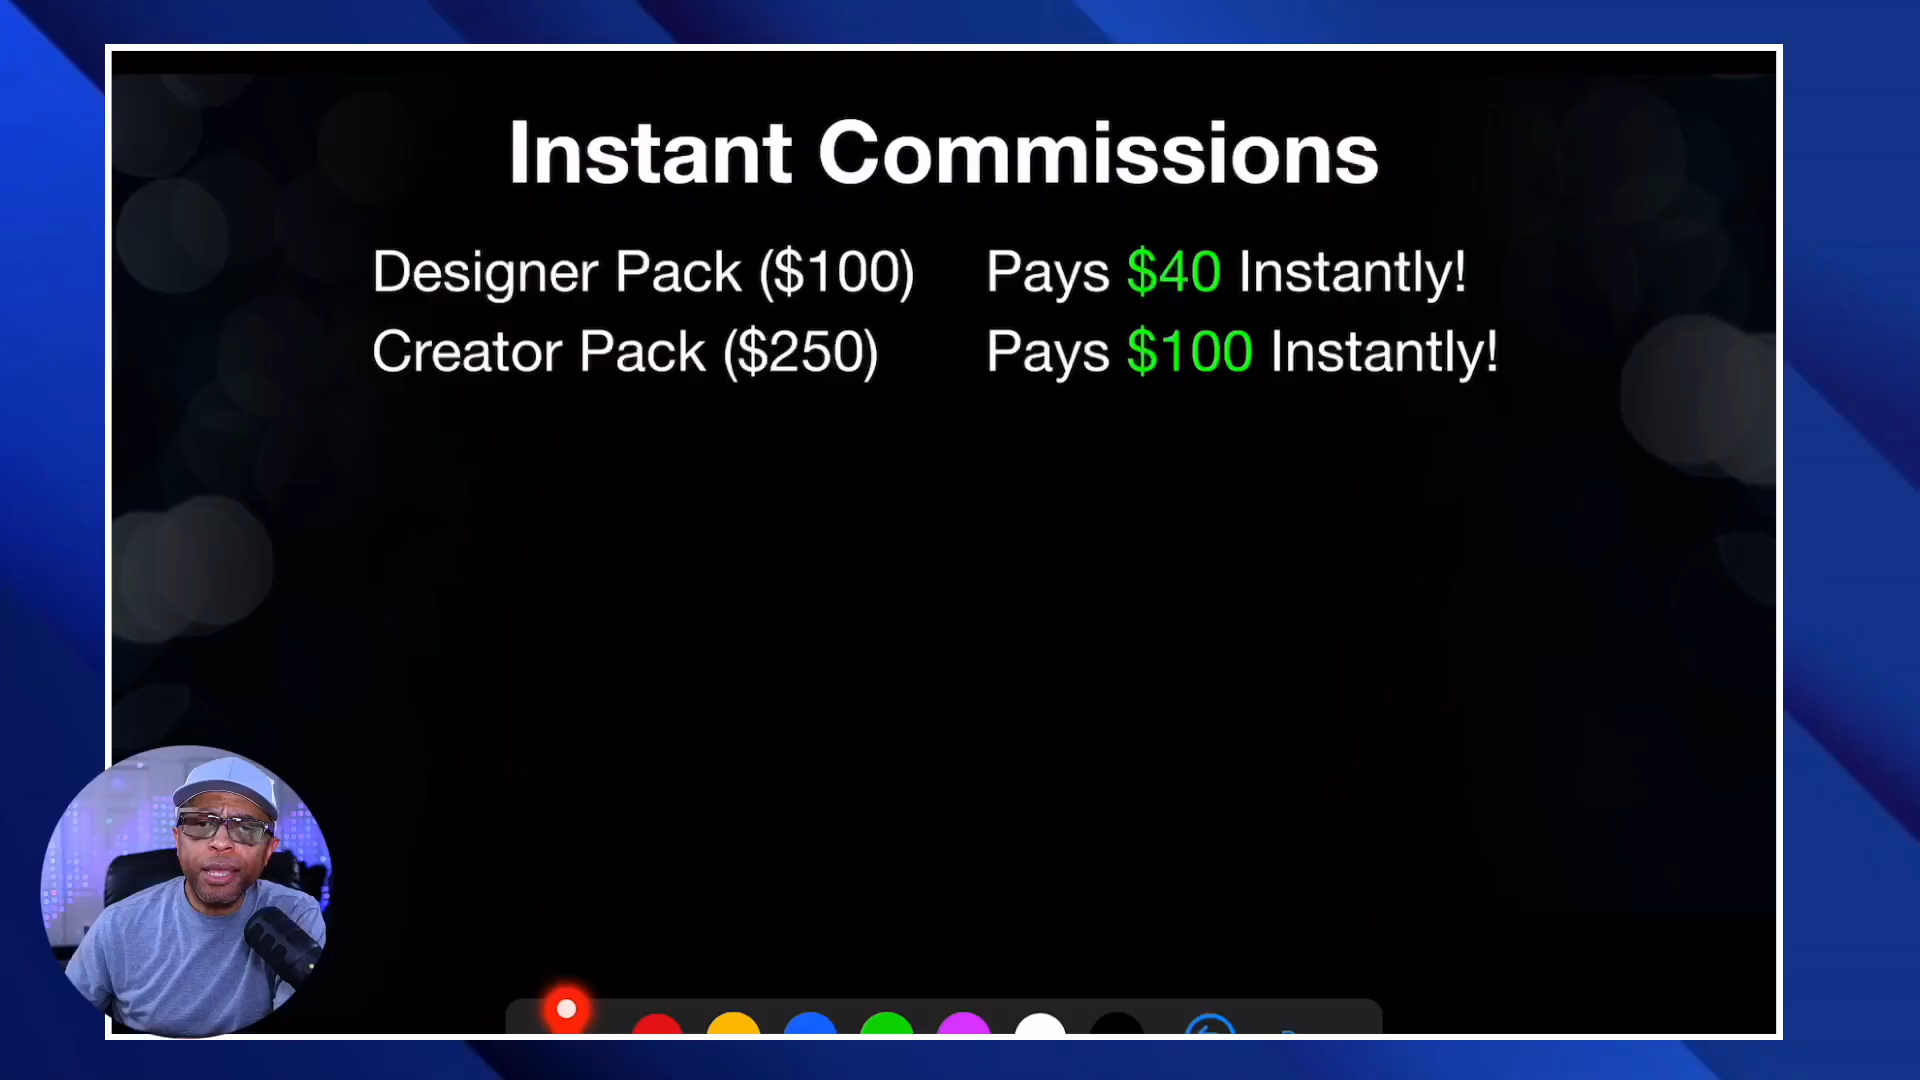 Instant Commissions
Designer Pack ($100) Pays $40 Instantly!
Creator Pack ($250) Pays $100 Instantly!